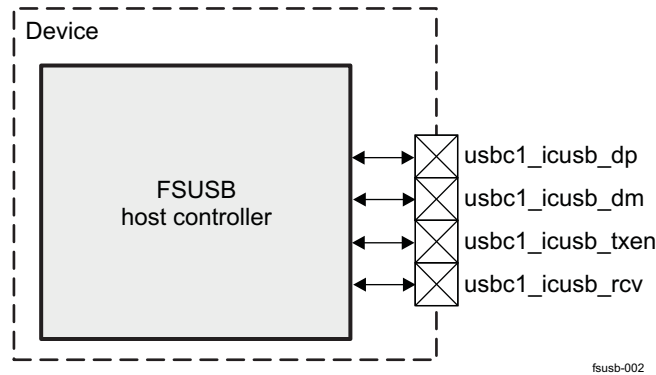 Device
FSUSB
host controller
usbc1_icusb_dp
usbc1_icusb_dm
usbc1_icusb_txen
usbc1_icusb_rcv
fsusb-002